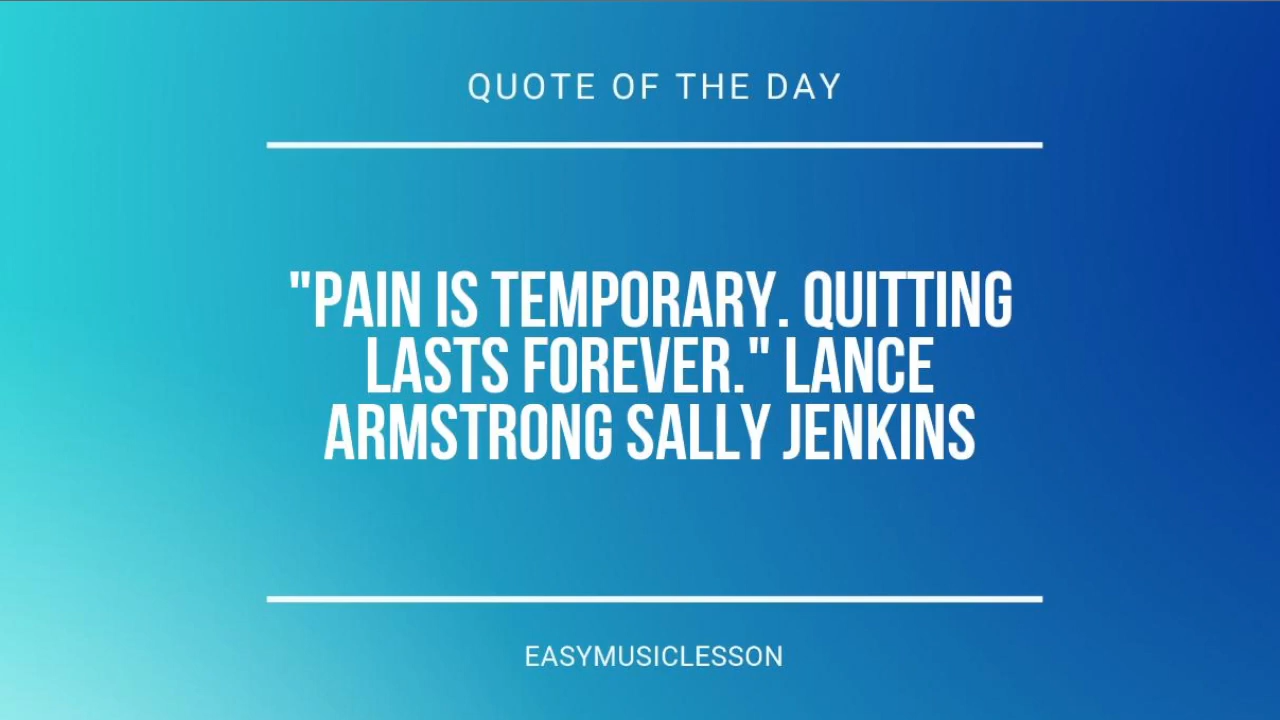 QUOTE OF THE DAY
"PAIN IS TEMPORARY. QUITTING
LASTS FOREVER." LANCE
ARMSTRONG SALLY JENKINS
EASYMUSICLESSON